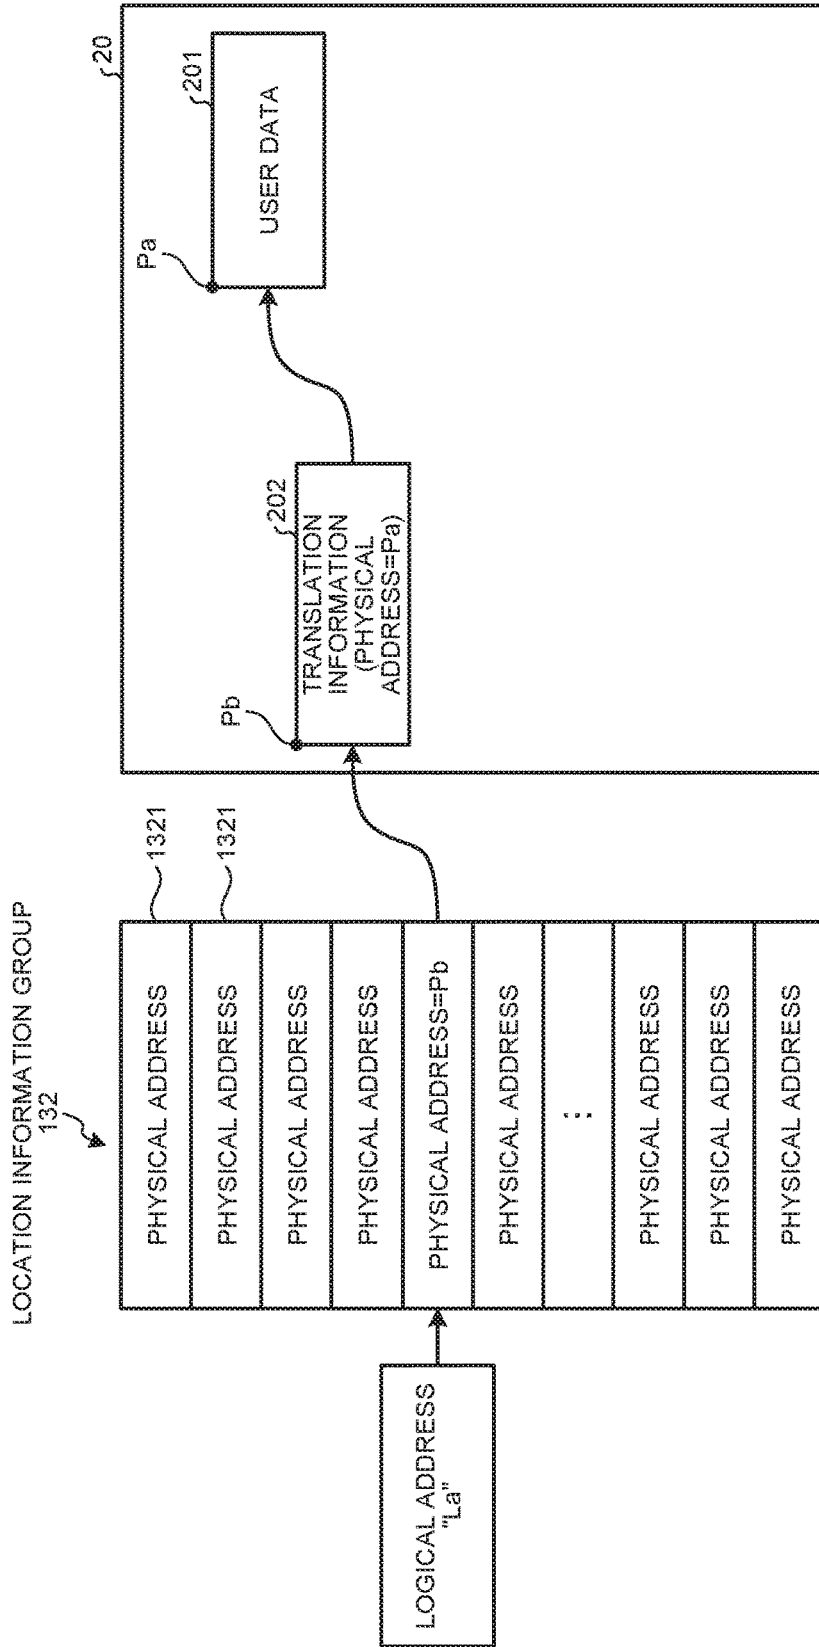 LOCATION INFORMATION GROUP
132
LOGICAL ADDRESS
"La"
PHYSICAL ADDRESS
1321
PHYSICAL ADDRESS
1321
PHYSICAL ADDRESS
PHYSICAL ADDRESS
PHYSICAL ADDRESS=Pb
PHYSICAL ADDRESS
⋮
PHYSICAL ADDRESS
PHYSICAL ADDRESS
PHYSICAL ADDRESS
20
Pb
202
TRANSLATION
INFORMATION
(PHYSICAL
ADDRESS=Pa)
Pa
201
USER DATA